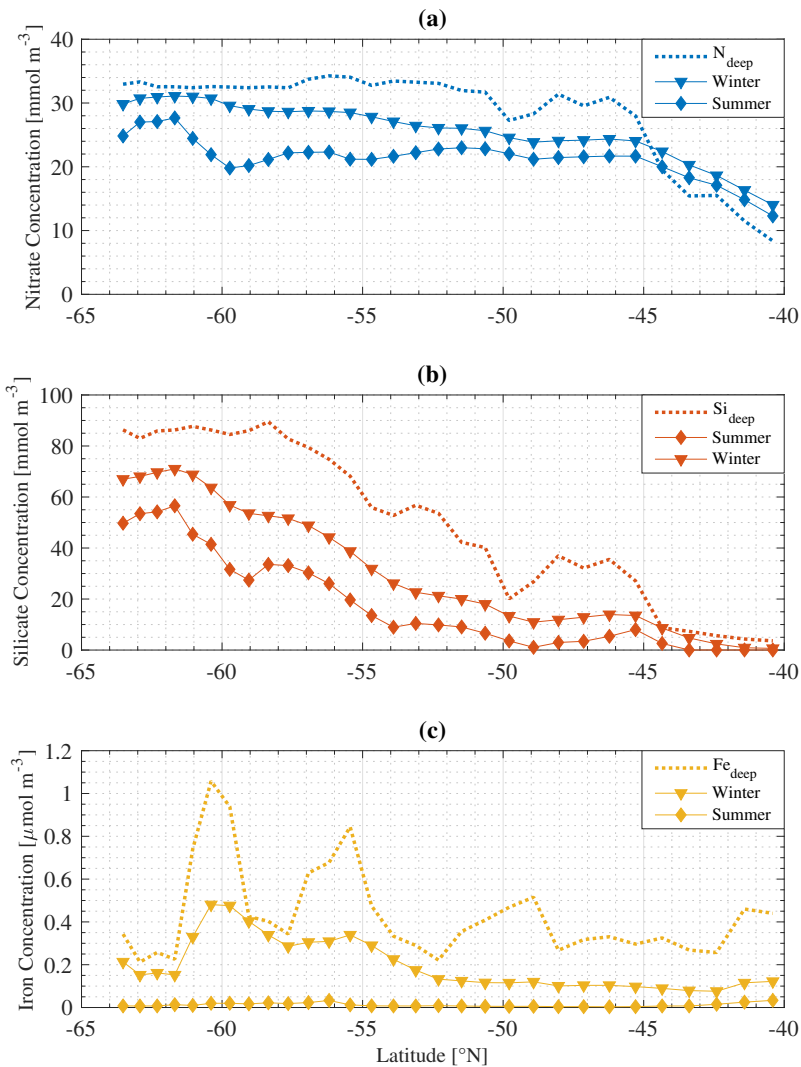 (a)
Nitrate Concentration [mmol m⁻³]
40
30
20
10
0
N_deep
Winter
Summer
-65 -60 -55 -50 -45 -40
(b)
Silicate Concentration [mmol m⁻³]
100
80
60
40
20
0
Si_deep
Summer
Winter
-65 -60 -55 -50 -45 -40
(c)
Iron Concentration [μmol m⁻³]
1.2
1
0.8
0.6
0.4
0.2
0
Fe_deep
Winter
Summer
-65 -60 -55 -50 -45 -40
Latitude [°N]